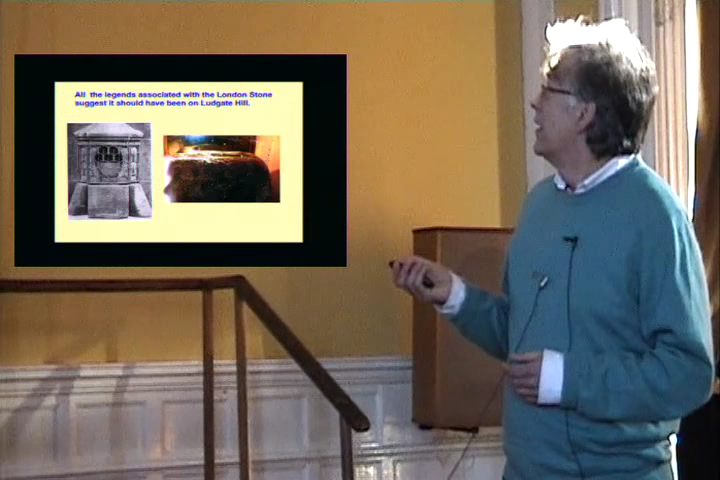 All the legends associated with the London Stone
suggest it should have been on Ludgate Hill.